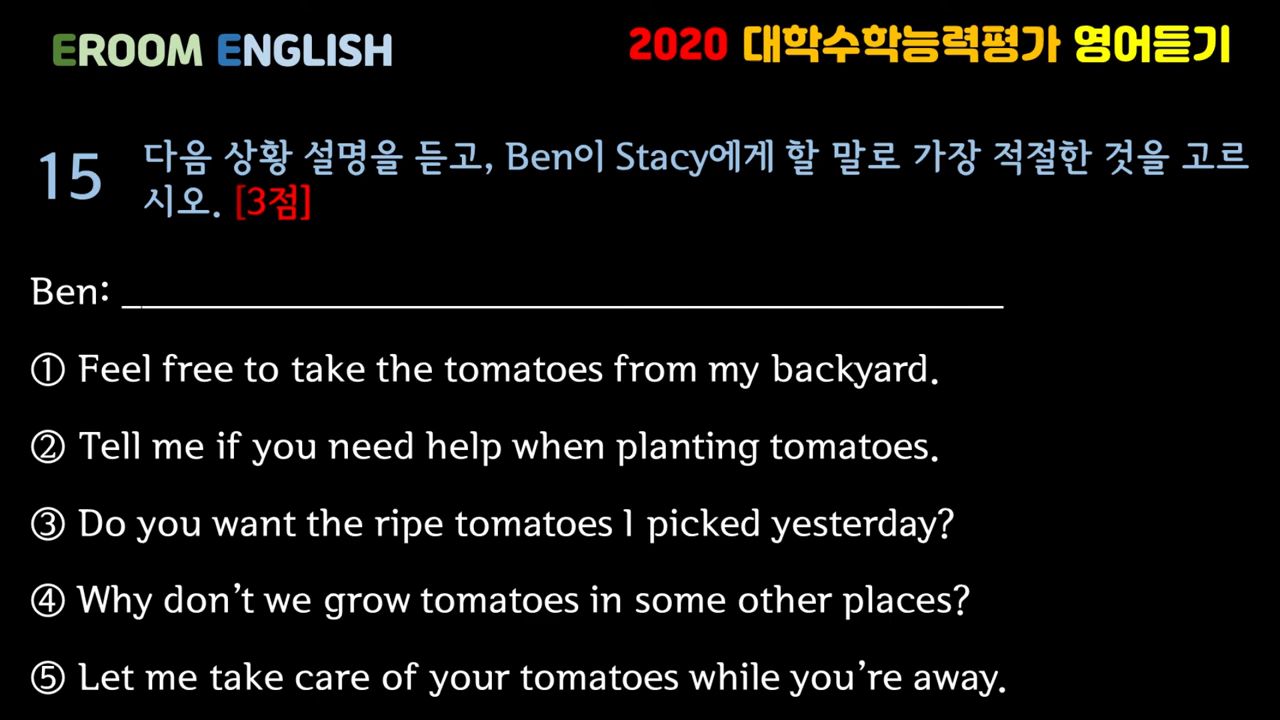 EROOM ENGLISH
2020 대학수학능력평가 영어듣기
15 다음 상황 설명을 듣고, Ben이 Stacy에게 할 말로 가장 적절한 것을 고르
시오. [3점]
Ben: ____________________________________________
① Feel free to take the tomatoes from my backyard.
② Tell me if you need help when planting tomatoes.
③ Do you want the ripe tomatoes I picked yesterday?
④ Why don't we grow tomatoes in some other places?
⑤ Let me take care of your tomatoes while you're away.